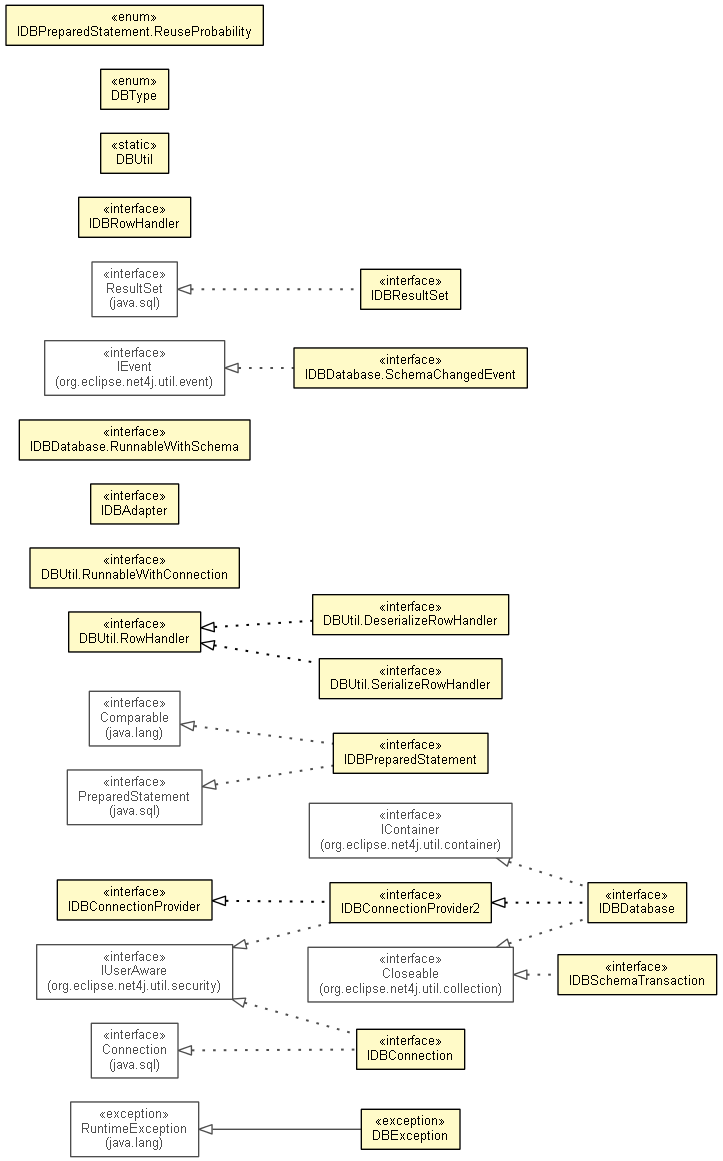 «enum»
IDBPreparedStatement.ReuseProbability
«enum»
DBType
«static»
DBUtil
«interface»
IDBRowHandler
«interface»
ResultSet
(java.sql)
«interface»
IDBResultSet
«interface»
IEvent
(org.eclipse.net4j.util.event)
«interface»
IDBDatabase.SchemaChangedEvent
«interface»
IDBDatabase.RunnableWithSchema
«interface»
IDBAdapter
«interface»
DBUtil.RunnableWithConnection
«interface»
DBUtil.RowHandler
«interface»
DBUtil.DeserializeRowHandler
«interface»
DBUtil.SerializeRowHandler
«interface»
Comparable
(java.lang)
«interface»
IDBPreparedStatement
«interface»
PreparedStatement
(java.sql)
«interface»
IContainer
(org.eclipse.net4j.util.container)
«interface»
IDBConnectionProvider
«interface»
IDBConnectionProvider2
«interface»
IDBDatabase
«interface»
IUserAware
(org.eclipse.net4j.util.security)
«interface»
Closeable
(org.eclipse.net4j.util.collection)
«interface»
IDBSchemaTransaction
«interface»
Connection
(java.sql)
«interface»
IDBConnection
«exception»
RuntimeException
(java.lang)
«exception»
DBException